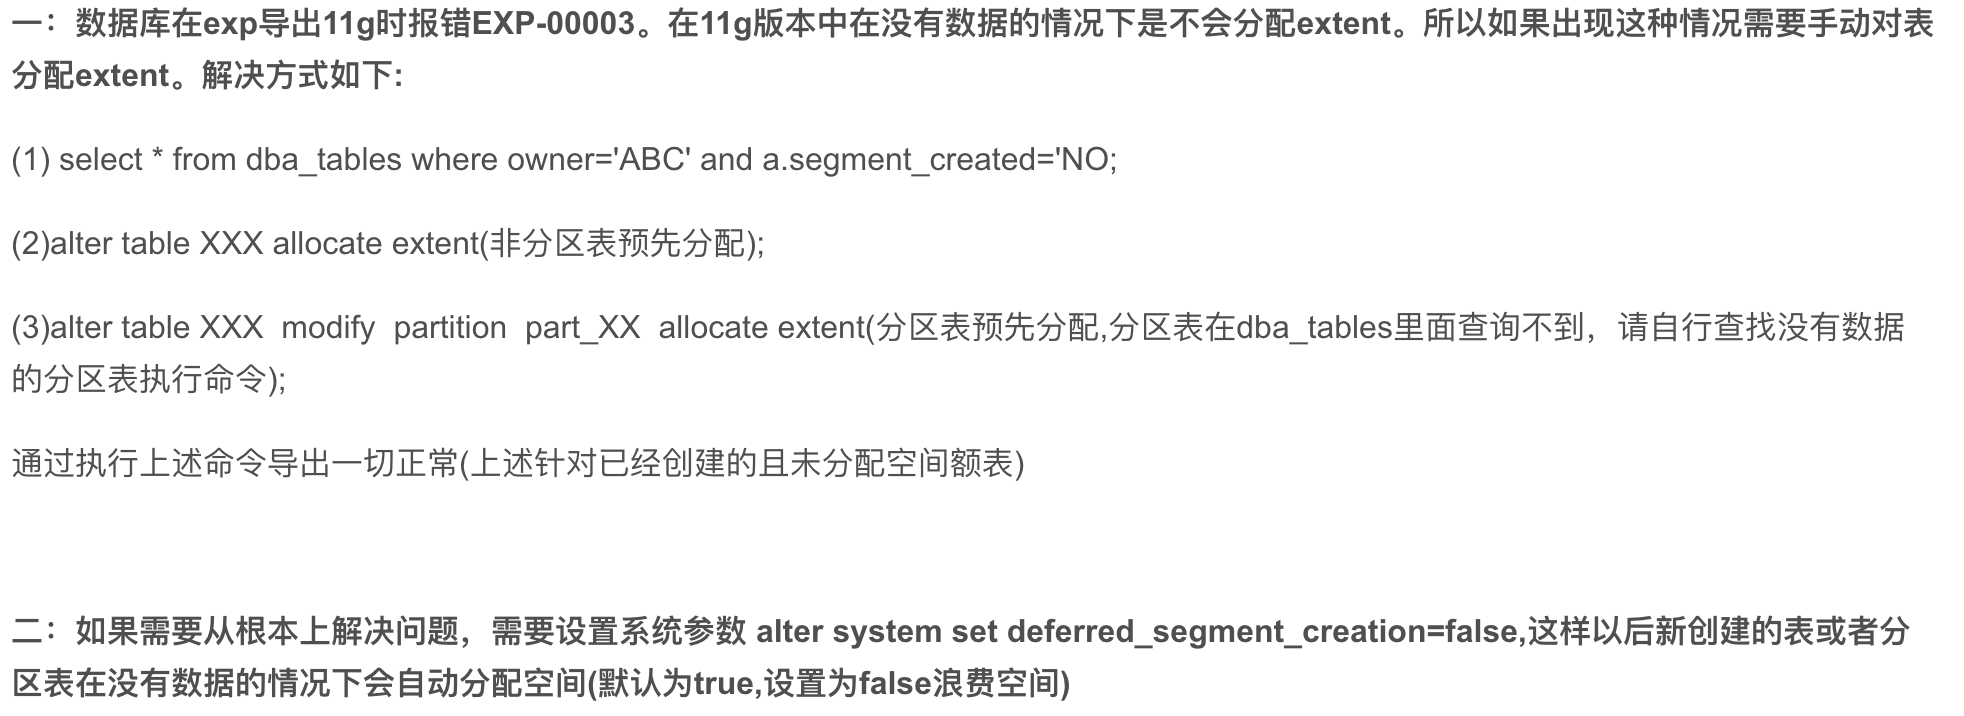 一：数据库在exp导出11g时报错EXP-00003。在11g版本中在没有数据的情况下是不会分配extent。所以如果出现这种情况需要手动对表
分配extent。解决方式如下:
(1) select * from dba_tables where owner='ABC' and a.segment_created='NO;
(2)alter table XXX allocate extent(非分区表预先分配);
(3)alter table XXX  modify  partition  part_XX  allocate extent(分区表预先分配,分区表在dba_tables里面查询不到，请自行查找没有数据
的分区表执行命令);
通过执行上述命令导出一切正常(上述针对已经创建的且未分配空间额表)
二：如果需要从根本上解决问题，需要设置系统参数 alter system set deferred_segment_creation=false,这样以后新创建的表或者分
区表在没有数据的情况下会自动分配空间(默认为true,设置为false浪费空间)